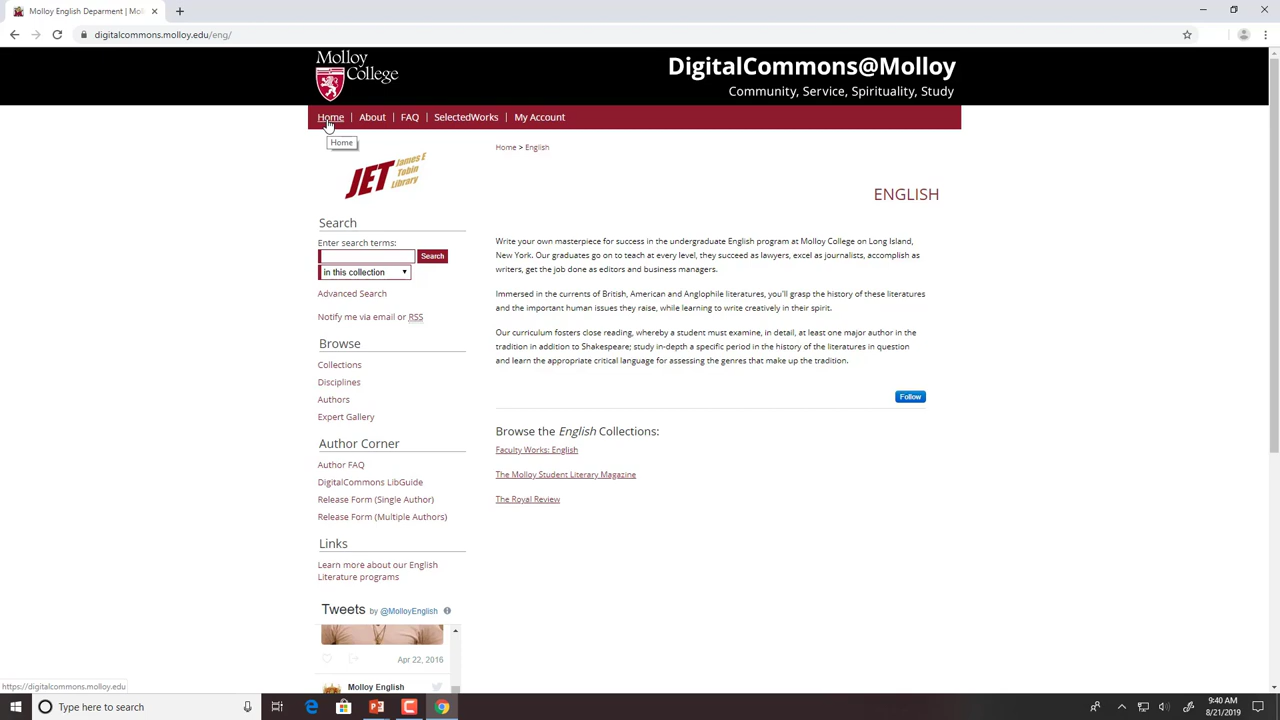 Molloy English Deparment | Moll
digitalcommons.molloy.edu/eng/
Molloy
College
DigitalCommons@Molloy
Community, Service, Spirituality, Study
Home | About | FAQ | SelectedWorks | My Account
Home
JET James E
Tobin
Library
Home > English
ENGLISH
Search
Enter search terms:
Search
in this collection
Advanced Search
Notify me via email or RSS
Browse
Collections
Disciplines
Authors
Expert Gallery
Author Corner
Author FAQ
DigitalCommons LibGuide
Release Form (Single Author)
Release Form (Multiple Authors)
Links
Learn more about our English
Literature programs
Tweets by @MolloyEnglish
Apr 22, 2016
Molloy English
Write your own masterpiece for success in the undergraduate English program at Molloy College on Long Island,
New York. Our graduates go on to teach at every level, they succeed as lawyers, excel as journalists, accomplish as
writers, get the job done as editors and business managers.
Immersed in the currents of British, American and Anglophile literatures, you'll grasp the history of these literatures
and the important human issues they raise, while learning to write creatively in their spirit.
Our curriculum fosters close reading, whereby a student must examine, in detail, at least one major author in the
tradition in addition to Shakespeare; study in-depth a specific period in the history of the literatures in question
and learn the appropriate critical language for assessing the genres that make up the tradition.
Follow
Browse the English Collections:
Faculty Works: English
The Molloy Student Literary Magazine
The Royal Review
https://digitalcommons.molloy.edu
Type here to search
9:40 AM
8/21/2019